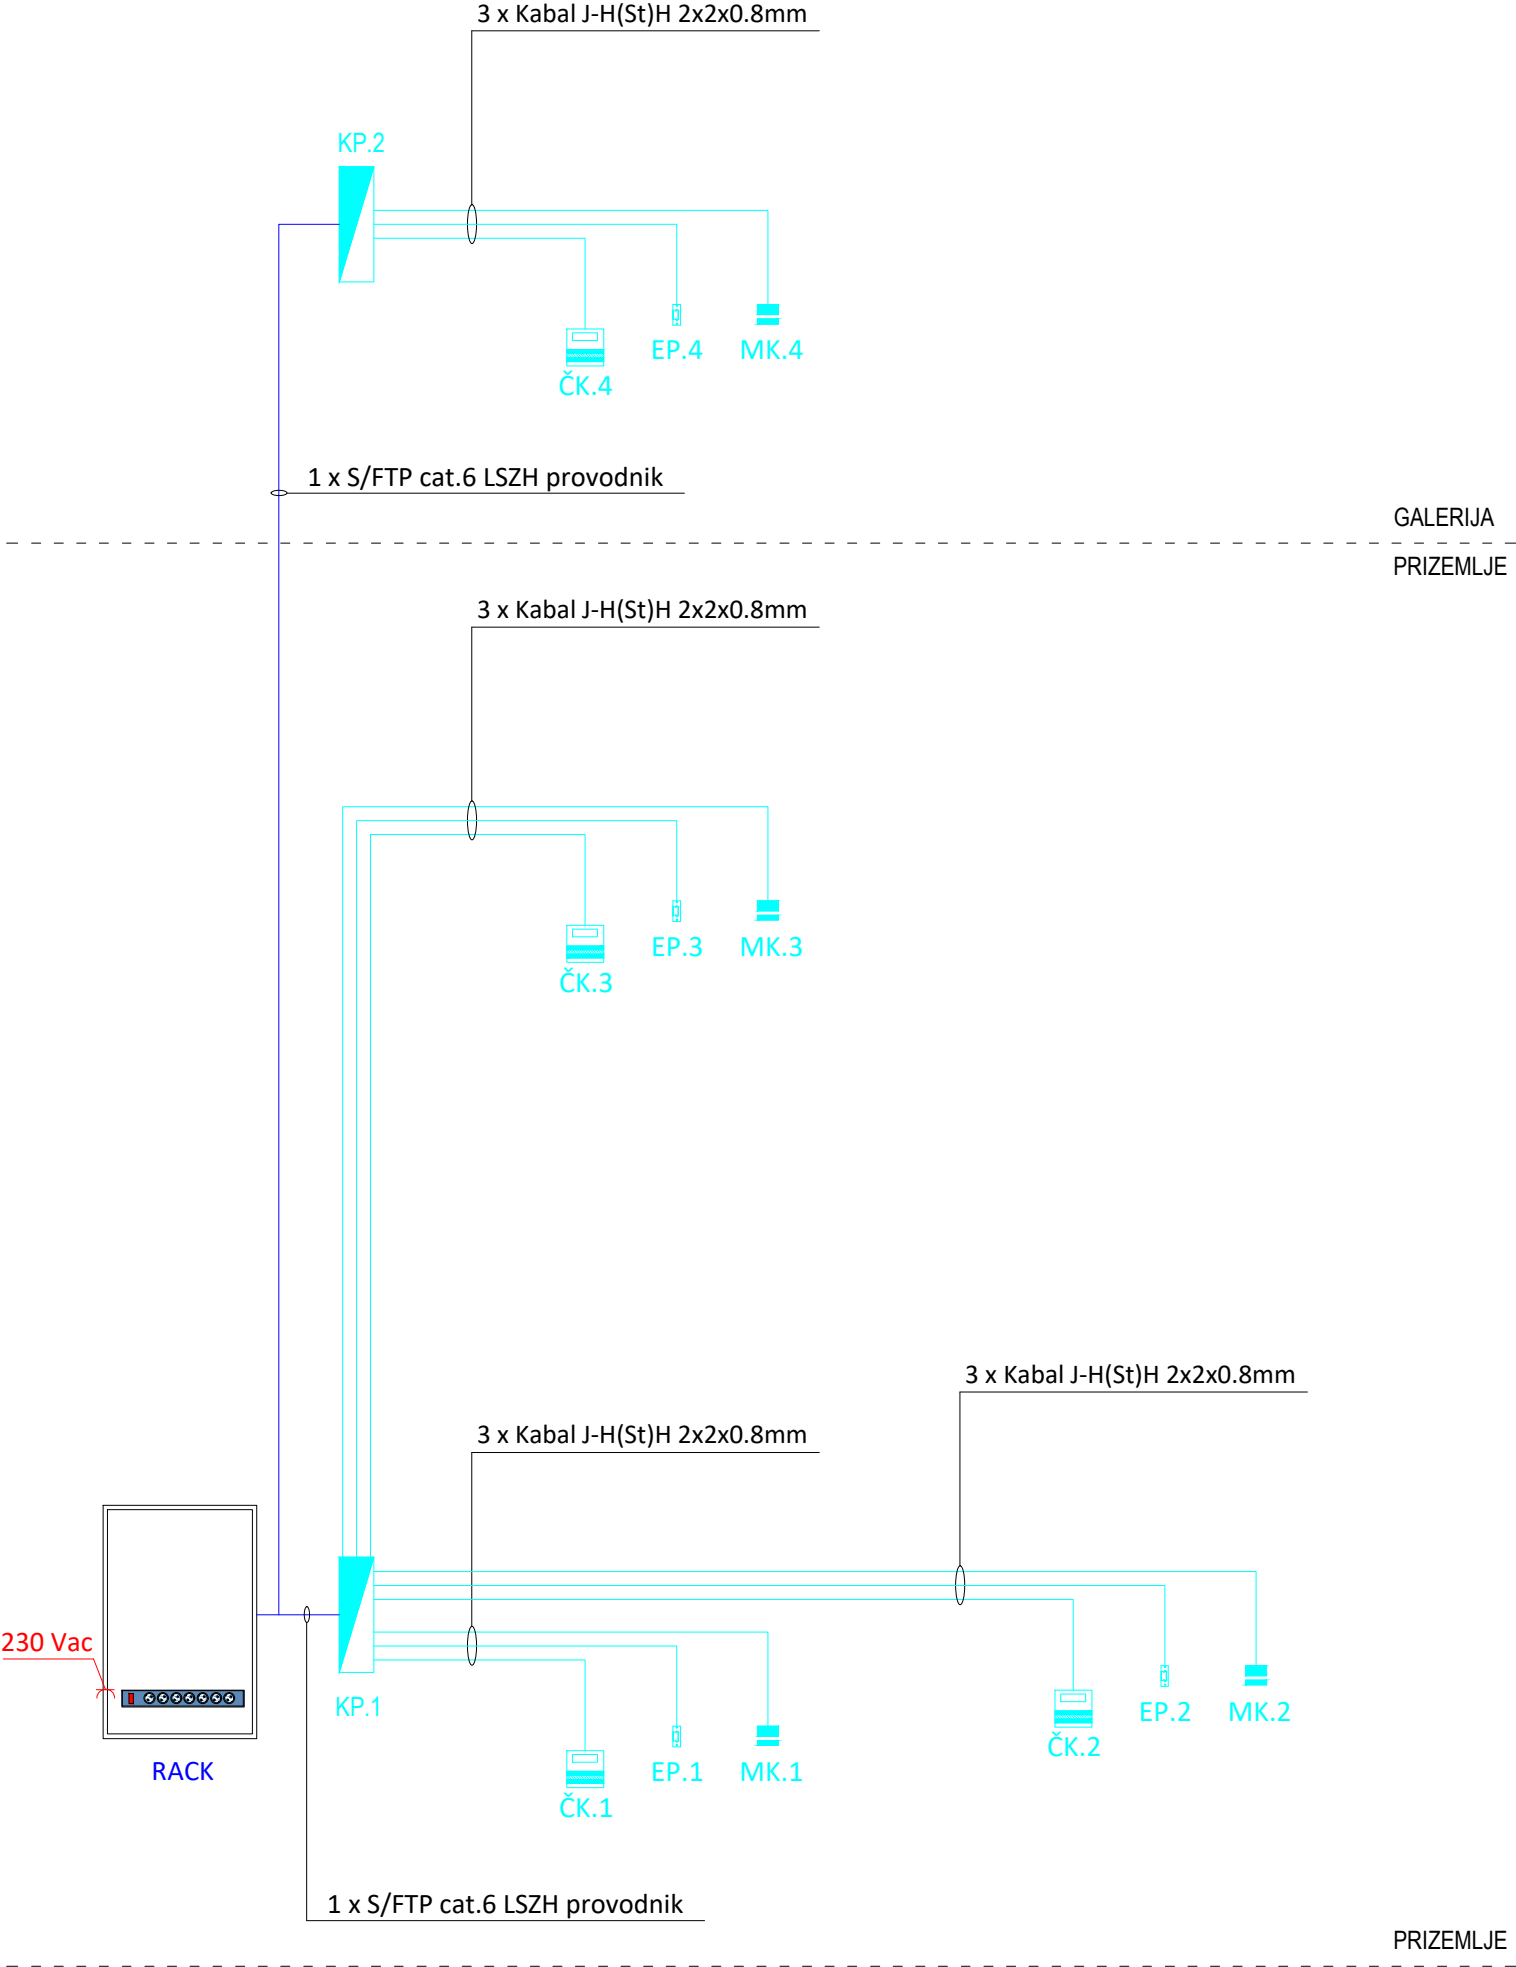 3 x Kabal J-H(St)H 2x2x0.8mm
KP.2
EP.4
MK.4
ČK.4
1 x S/FTP cat.6 LSZH provodnik
GALERIJA
PRIZEMLJE
3 x Kabal J-H(St)H 2x2x0.8mm
EP.3
MK.3
ČK.3
3 x Kabal J-H(St)H 2x2x0.8mm
3 x Kabal J-H(St)H 2x2x0.8mm
230 Vac
KP.1
EP.2
MK.2
ČK.2
RACK
EP.1
MK.1
ČK.1
1 x S/FTP cat.6 LSZH provodnik
PRIZEMLJE